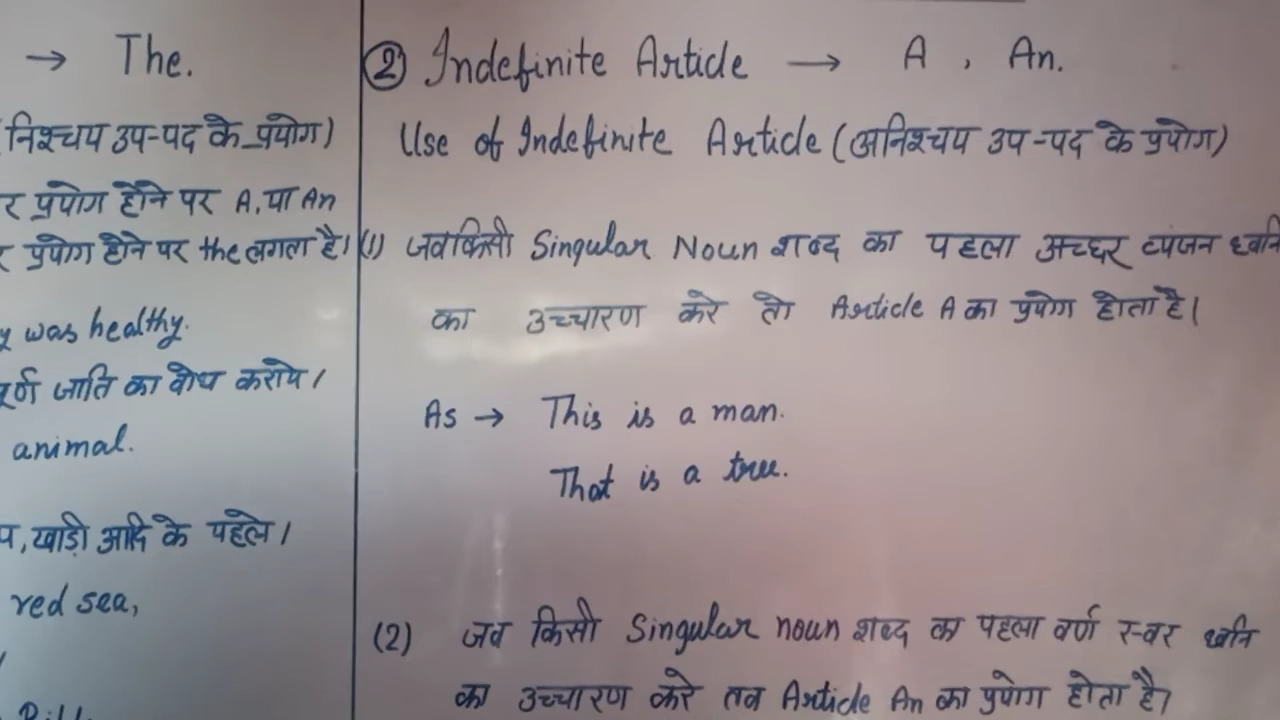 → The.
निश्चय उप-पद के प्रयोग)
र प्रयोग होने पर A, या An
र प्रयोग होने पर the लगता है।
y was healthy.
पूर्ण जाति का बोध कराये।
animal.
प, खाड़ी आदि के पहले।
red sea,
② Indefinite Article → A , An.
Use of Indefinite Article (अनिश्चय उप-पद के प्रयोग)
(1) जब किसी Singular Noun शब्द का पहला अच्छर व्यंजन ध्वनि
का उच्चारण करे तो Article A का प्रयोग होता है।
As → This is a man.
That is a tree.
(2) जब किसी Singular noun शब्द का पहला वर्ण स्वर ध्वनि
का उच्चारण करे तब Article An का प्रयोग होता है।